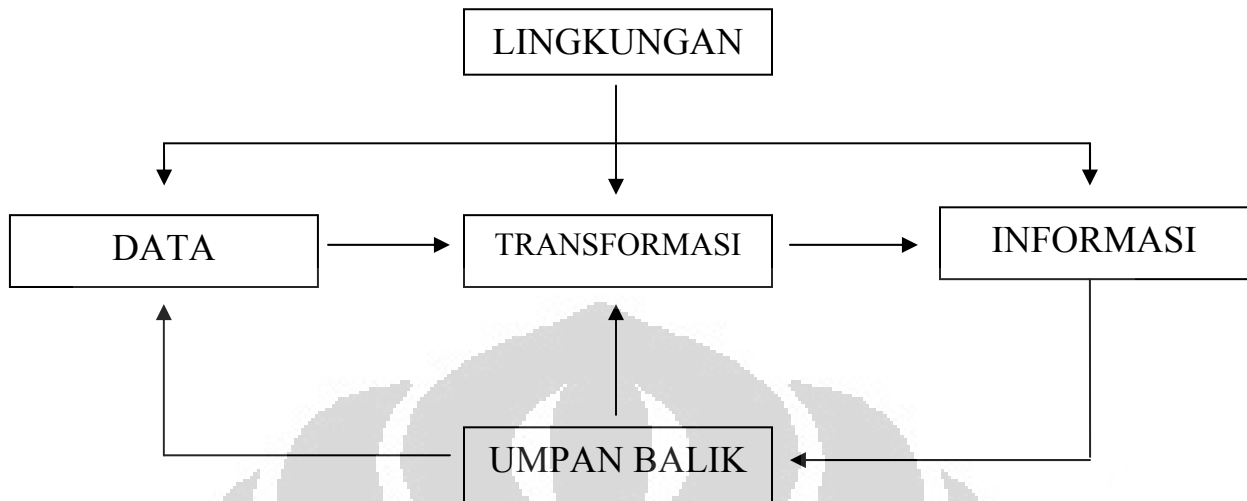 LINGKUNGAN
DATA
TRANSFORMASI
INFORMASI
UMPAN BALIK